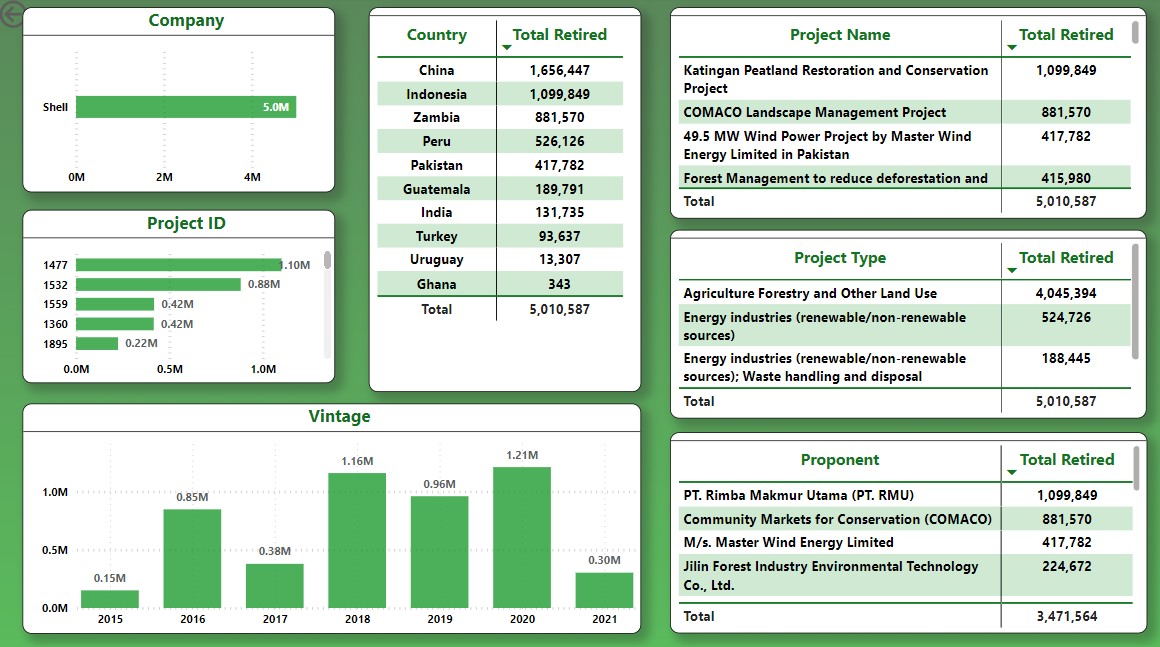 Company
Shell
5.0M
0M 2M 4M
Project ID
1477 1.10M
1532 0.88M
1559 0.42M
1360 0.42M
1895 0.22M
0.0M 0.5M 1.0M
Country Total Retired
China 1,656,447
Indonesia 1,099,849
Zambia 881,570
Peru 526,126
Pakistan 417,782
Guatemala 189,791
India 131,735
Turkey 93,637
Uruguay 13,307
Ghana 343
Total 5,010,587
Vintage
1.0M
0.5M
0.0M
0.15M 0.85M 0.38M 1.16M 0.96M 1.21M 0.30M
2015 2016 2017 2018 2019 2020 2021
Project Name Total Retired
Katingan Peatland Restoration and Conservation 1,099,849
Project
COMACO Landscape Management Project 881,570
49.5 MW Wind Power Project by Master Wind 417,782
Energy Limited in Pakistan
Forest Management to reduce deforestation and 415,980
Total 5,010,587
Project Type Total Retired
Agriculture Forestry and Other Land Use 4,045,394
Energy industries (renewable/non-renewable 524,726
sources)
Energy industries (renewable/non-renewable 188,445
sources); Waste handling and disposal
Total 5,010,587
Proponent Total Retired
PT. Rimba Makmur Utama (PT. RMU) 1,099,849
Community Markets for Conservation (COMACO) 881,570
M/s. Master Wind Energy Limited 417,782
Jilin Forest Industry Environmental Technology 224,672
Co., Ltd.
Total 3,471,564